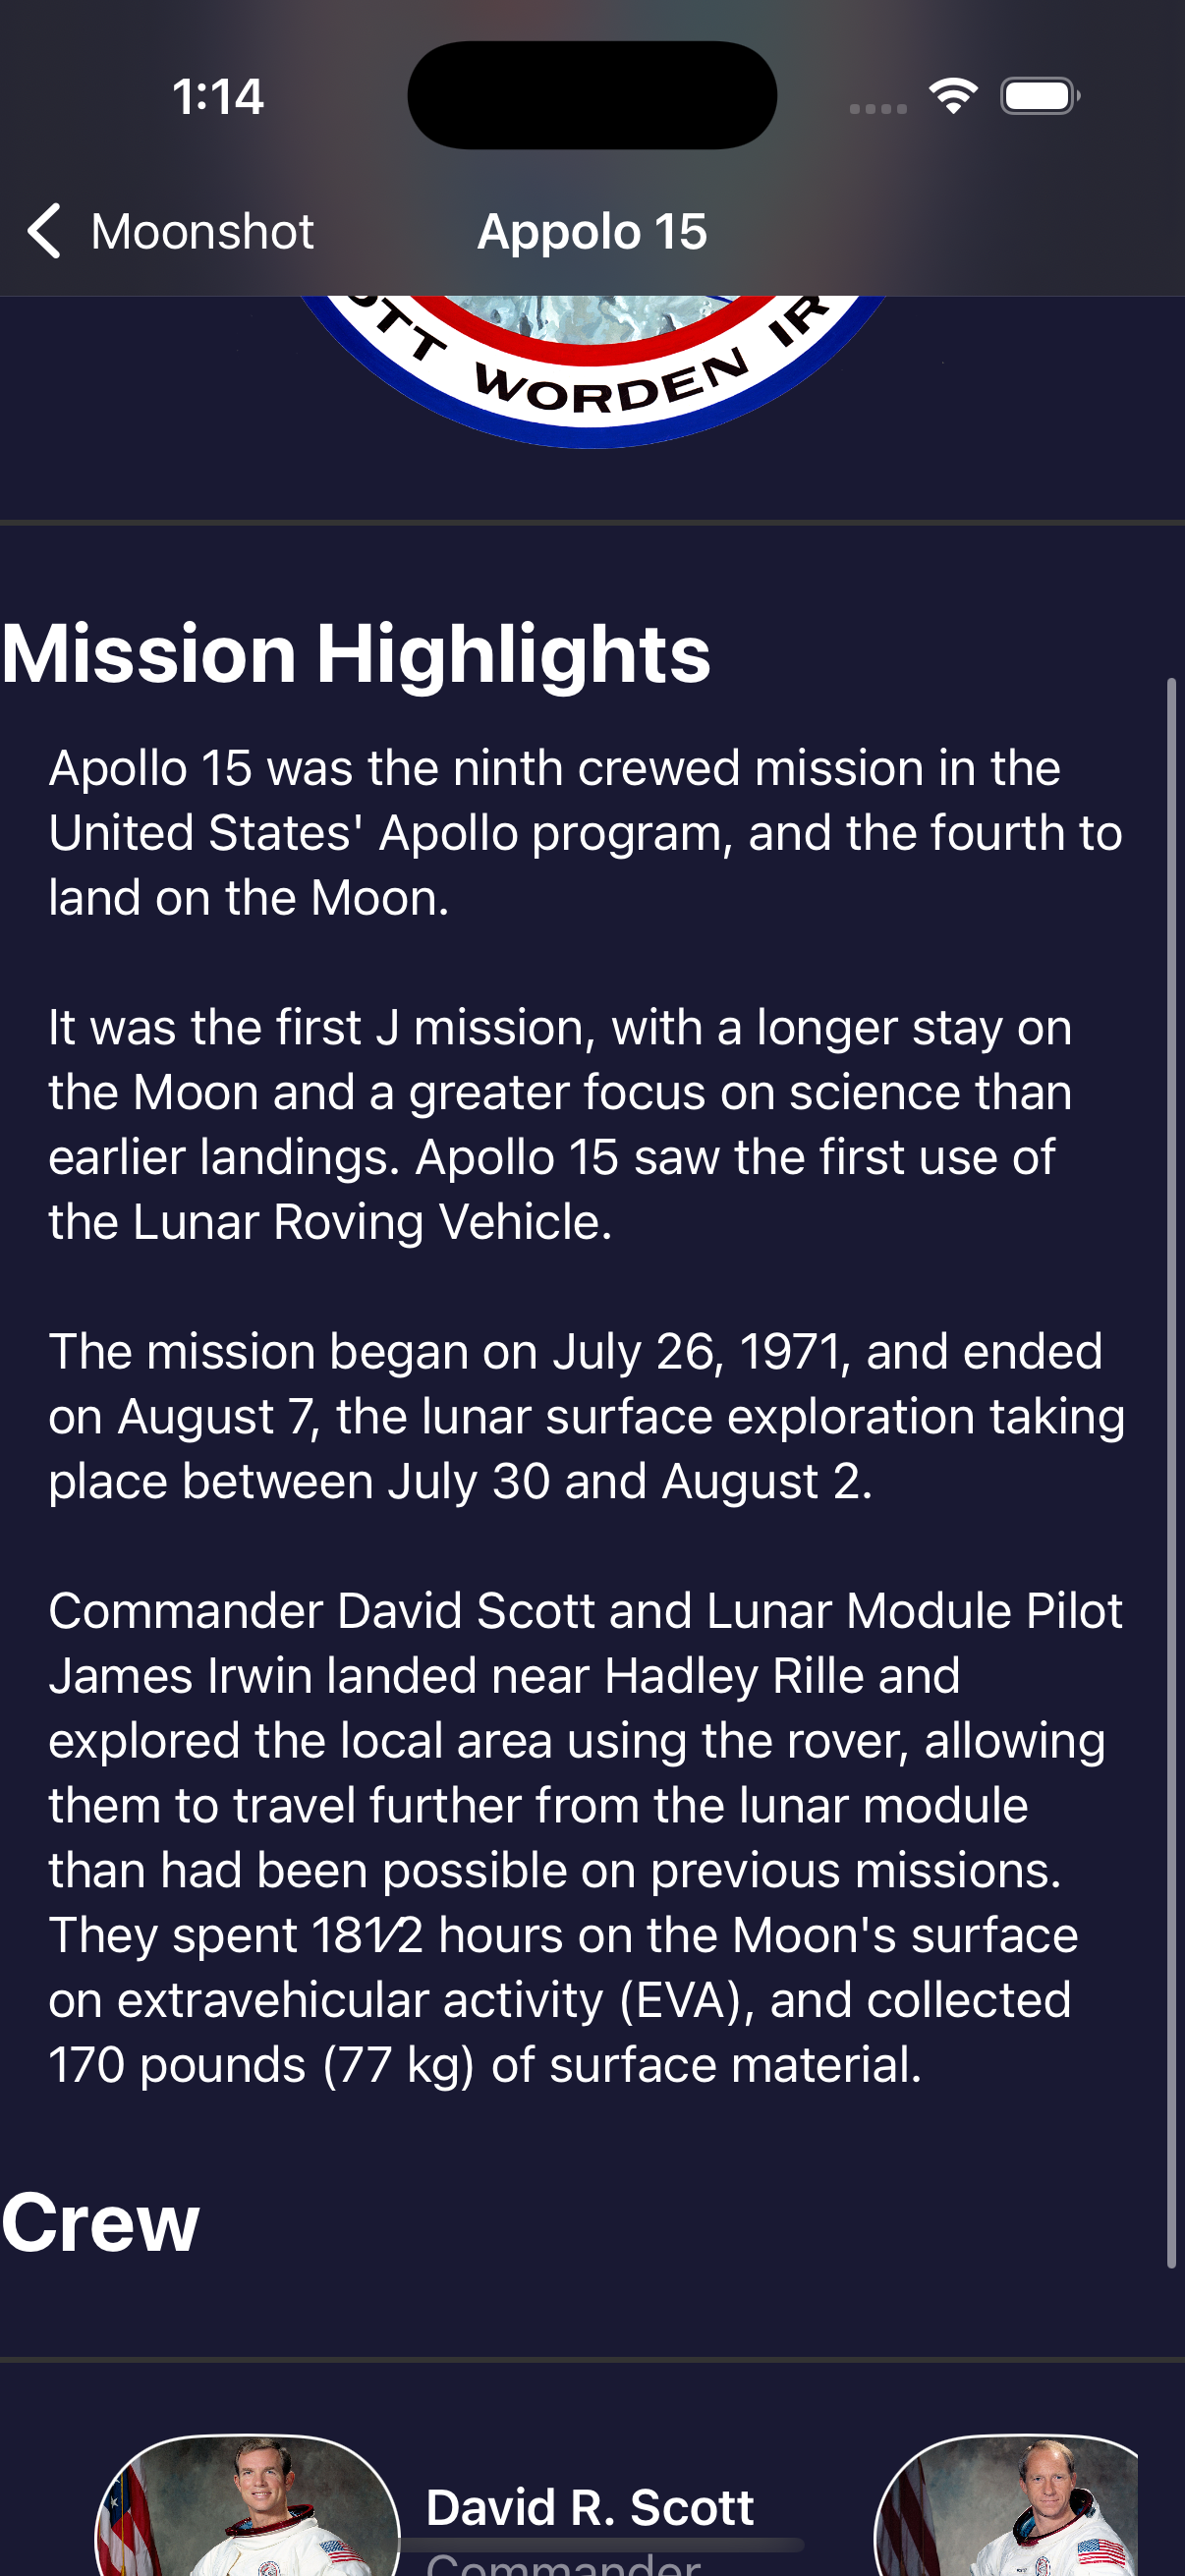 1:14
Moonshot
Appolo 15
WORDEN
Mission Highlights
Apollo 15 was the ninth crewed mission in the
United States' Apollo program, and the fourth to
land on the Moon.
It was the first J mission, with a longer stay on
the Moon and a greater focus on science than
earlier landings. Apollo 15 saw the first use of
the Lunar Roving Vehicle.
The mission began on July 26, 1971, and ended
on August 7, the lunar surface exploration taking
place between July 30 and August 2.
Commander David Scott and Lunar Module Pilot
James Irwin landed near Hadley Rille and
explored the local area using the rover, allowing
them to travel further from the lunar module
than had been possible on previous missions.
They spent 181⁄2 hours on the Moon's surface
on extravehicular activity (EVA), and collected
170 pounds (77 kg) of surface material.
Crew
David R. Scott
Commander